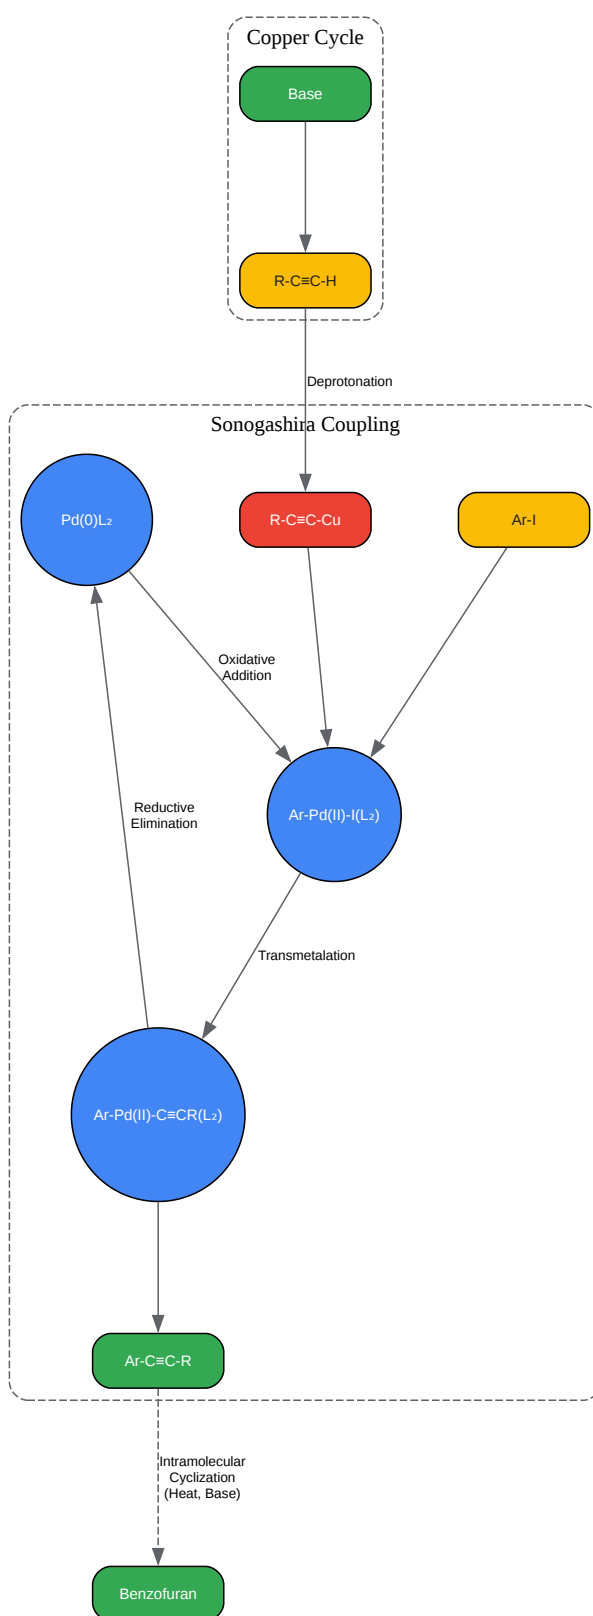 Copper Cycle
Base
R-C≡C-H
Deprotonation
Sonogashira Coupling
Pd(0)L₂
R-C≡C-Cu
Ar-I
Oxidative
Addition
Reductive
Elimination
Ar-Pd(II)-I(L₂)
Transmetalation
Ar-Pd(II)-C≡CR(L₂)
Ar-C≡C-R
Intramolecular
Cyclization
(Heat, Base)
Benzofuran